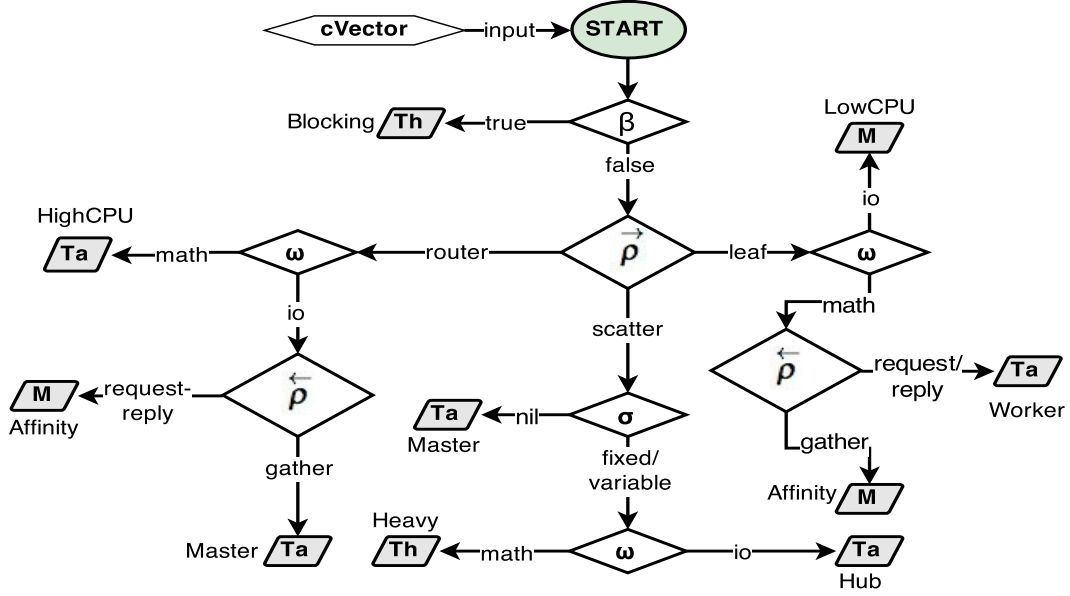 cVector
input
START
Blocking
Th
true
β
false
LowCPU
M
io
HighCPU
Ta
math
ω
router
→
ρ
leaf
ω
io
scatter
math
M
Affinity
request-
reply
←
ρ
gather
Master
Ta
Ta
Master
nil
σ
fixed/
variable
←
ρ
request/
reply
Ta
Worker
gather
Affinity
M
Heavy
Th
math
ω
io
Ta
Hub